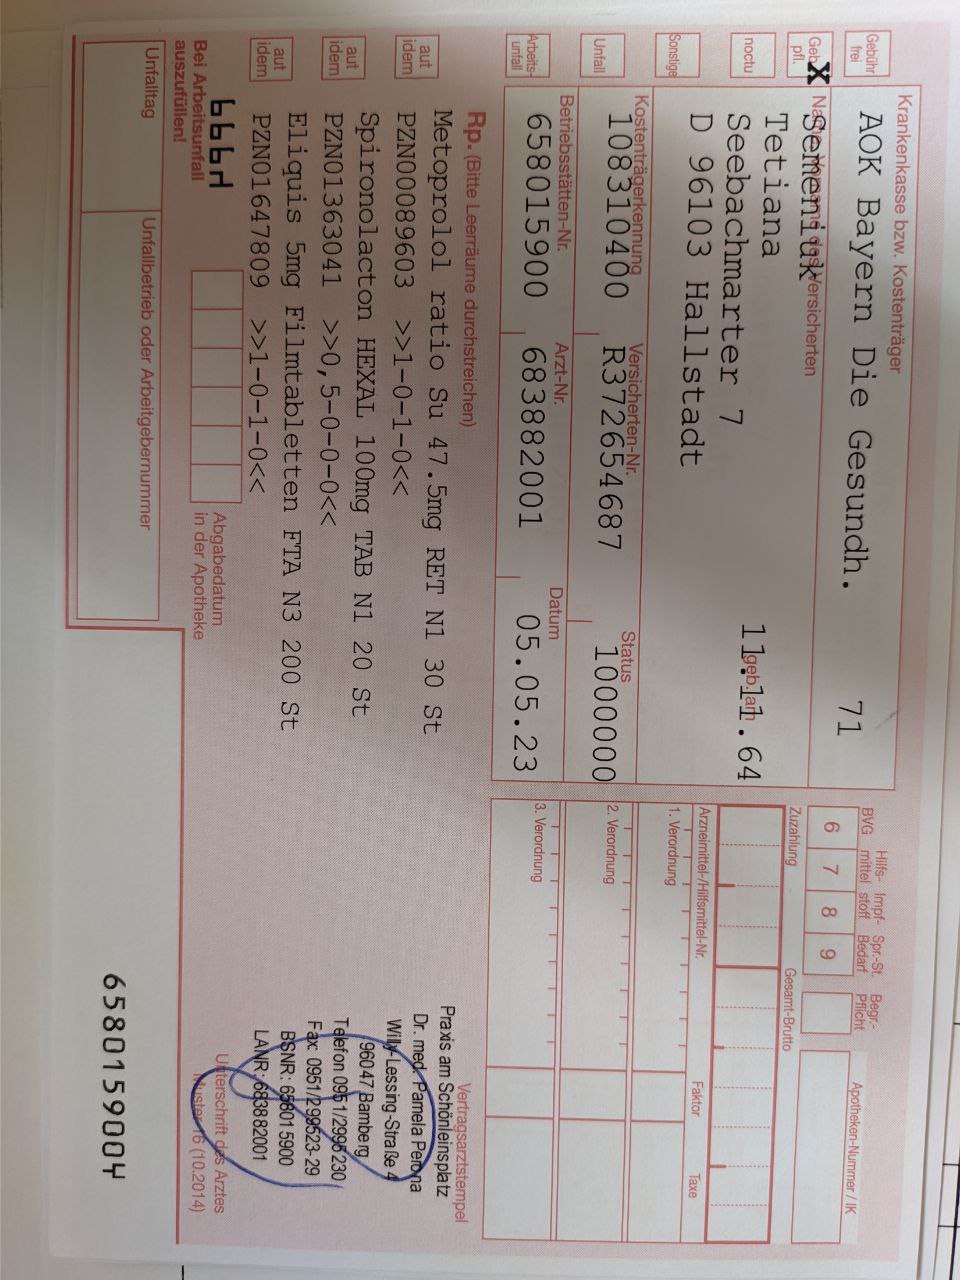 Krankenkasse bzw. Kostenträger
AOK Bayern Die Gesundh. 71
Gebühr frei
Geb.-pfl. X
noctu
Sonstige
Unfall
Arbeits-unfall
Name, Vorname des Versicherten
Semeniuk
Tetiana
geb. am
11.11.64
Seebachmarter 7
D 96103 Hallstadt
Kostenträgerkennung Versicherten-Nr. Status
108310400 R372654687 1000000
Betriebsstätten-Nr. Arzt-Nr. Datum
658015900 683882001 05.05.23
BVG Hilfs-mittel Impf-stoff Spr.-St. Bedarf Begr.-Pflicht Apotheken-Nummer / IK
6 7 8 9
Zuzahlung Gesamt-Brutto
Arzneimittel-/Hilfsmittel-Nr. Faktor Taxe
1. Verordnung
2. Verordnung
3. Verordnung
Rp. (Bitte Leerräume durchstreichen)
Metoprolol ratio Su 47.5mg RET N1 30 St
aut idem
PZN00089603 >>1-0-1-0<<
Spironolacton HEXAL 100mg TAB N1 20 St
aut idem
PZN01363041 >>0,5-0-0-0<<
Eliquis 5mg Filmtabletten FTA N3 200 St
aut idem
PZN01647809 >>1-0-1-0<<
Vertragsarztstempel
Praxis am Schönleinsplatz
Dr. med. Pamela Perona
Willy-Lessing-Straße 4
96047 Bamberg
Telefon 0951/2995230
Fax: 0951/299523-29
BSNR: 658015900
LANR: 683882001
Unterschrift des Arztes
Muster 16 (10.2014)
Bei Arbeitsunfall
auszufüllen!
Abgabedatum
in der Apotheke
Unfalltag Unfallbetrieb oder Arbeitgebernummer
658015900